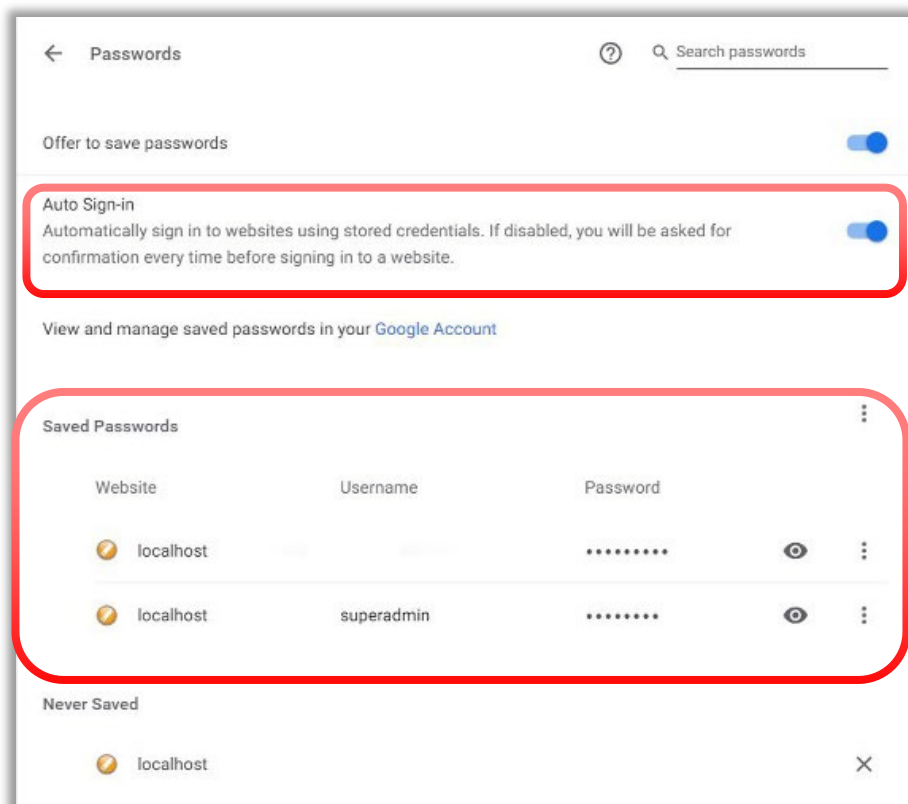 Passwords
Search passwords
Offer to save passwords
Auto Sign-in
Automatically sign in to websites using stored credentials. If disabled, you will be asked for
confirmation every time before signing in to a website.
View and manage saved passwords in your Google Account
Saved Passwords
Website Username Password
localhost •••••••••
localhost superadmin ••••••••
Never Saved
localhost